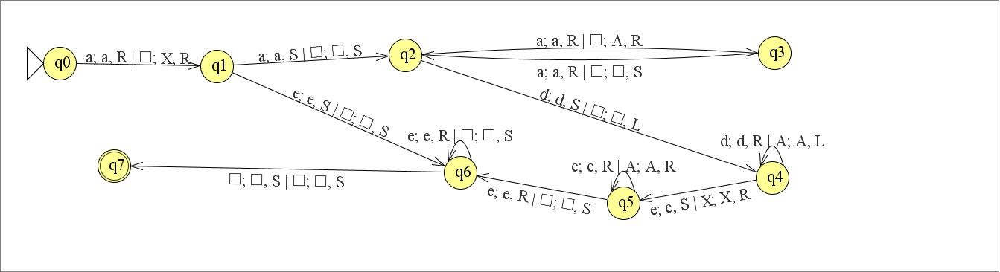 q0
a; a, R | □; X, R
q1
a; a, S | □; □, S
q2
a; a, R | □; A, R
q3
a; a, R | □; □, S
e; e, S | □; □, S
d; d, S | □; □, L
e; e, R | □; □, S
d; d, R | A; A, L
q7
□; □, S | □; □, S
q6
e; e, R | A; A, R
q4
e; e, R | □; □, S
q5
e; e, S | X; X, R